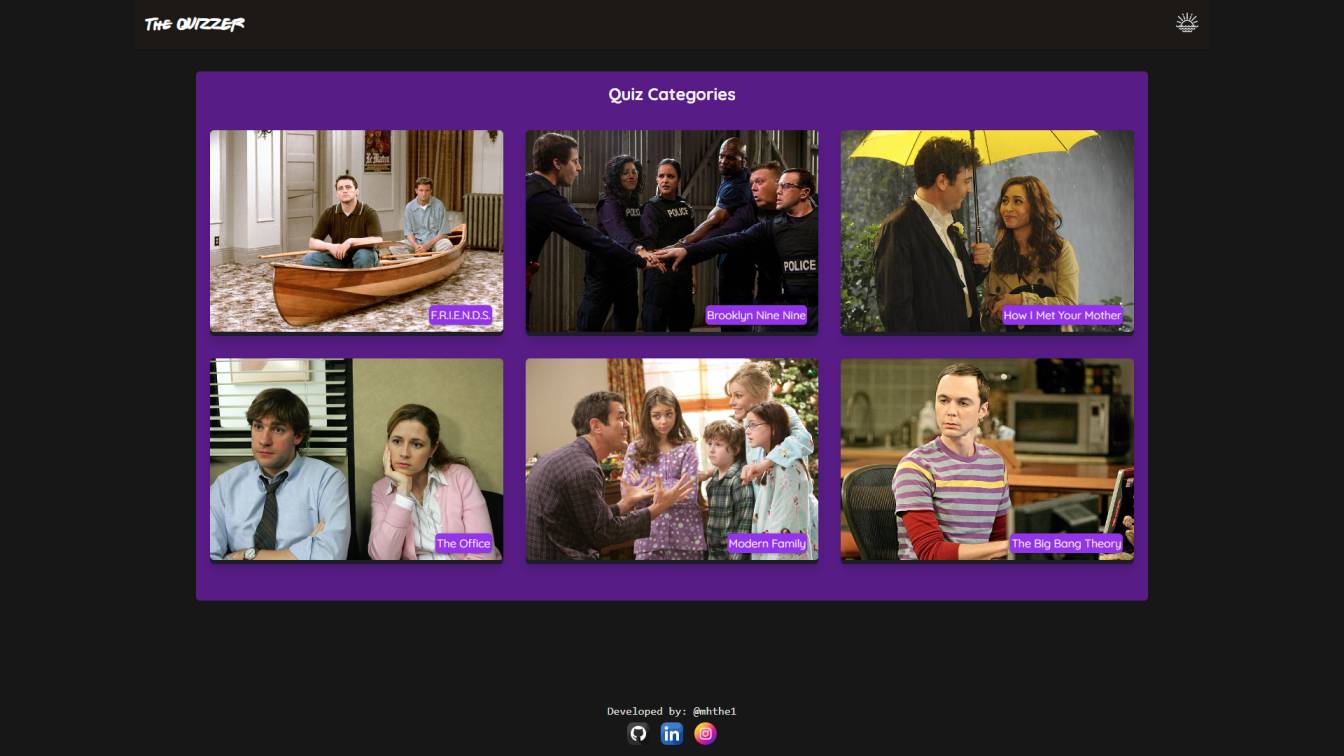 THE QUIZZER
Quiz Categories
POLICE
POLICE
F.R.I.E.N.D.S.
Brooklyn Nine Nine
How I Met Your Mother
The Office
Modern Family
The Big Bang Theory
Developed by: @mhthe1
in